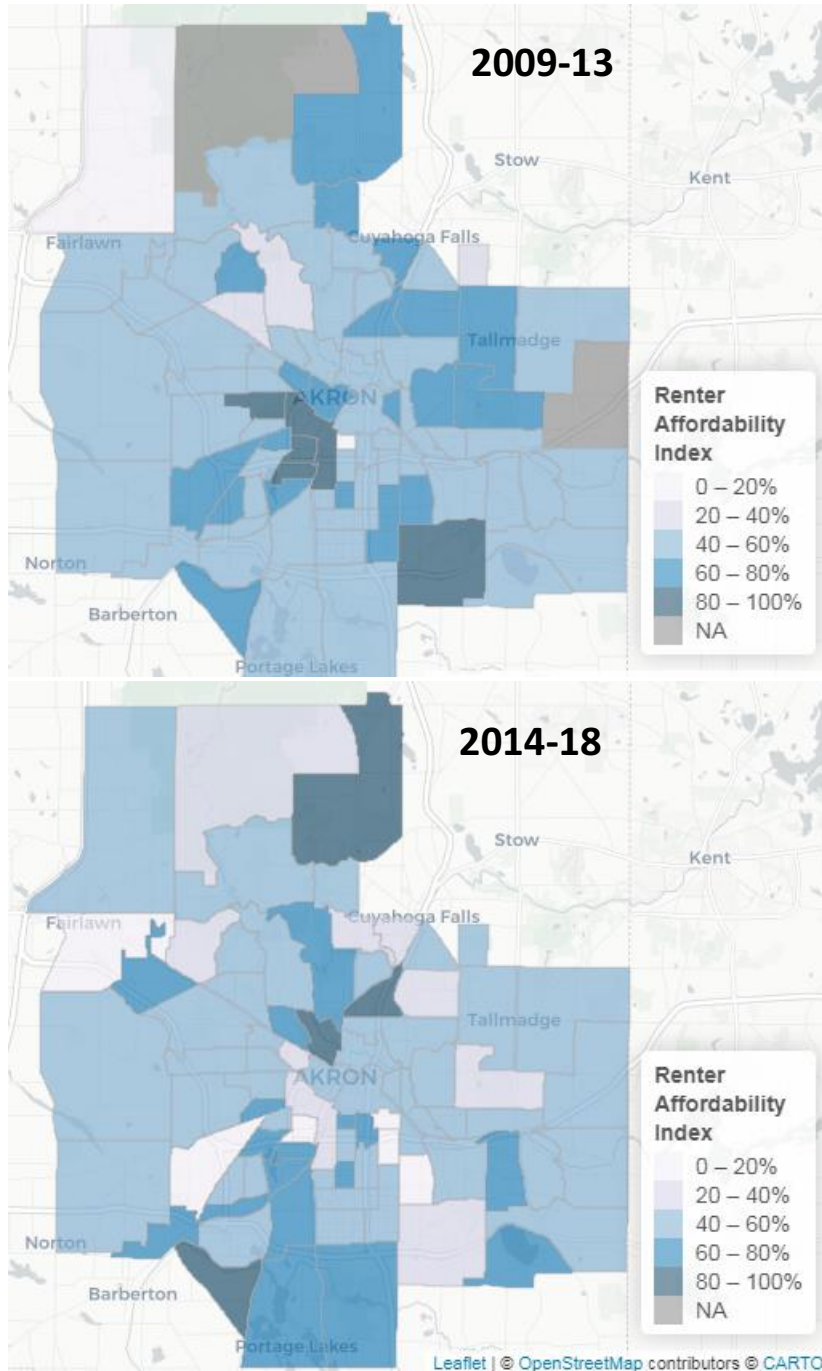 2009-13
Stow
Kent
Fairlawn
Cuyahoga Falls
Tallmadge
AKRON
Norton
Barberton
Portage Lakes
Renter
Affordability
Index
0 – 20%
20 – 40%
40 – 60%
60 – 80%
80 – 100%
NA
2014-18
Stow
Kent
Fairlawn
Cuyahoga Falls
Tallmadge
AKRON
Norton
Barberton
Portage Lakes
Renter
Affordability
Index
0 – 20%
20 – 40%
40 – 60%
60 – 80%
80 – 100%
NA
Leaflet | © OpenStreetMap contributors © CARTO